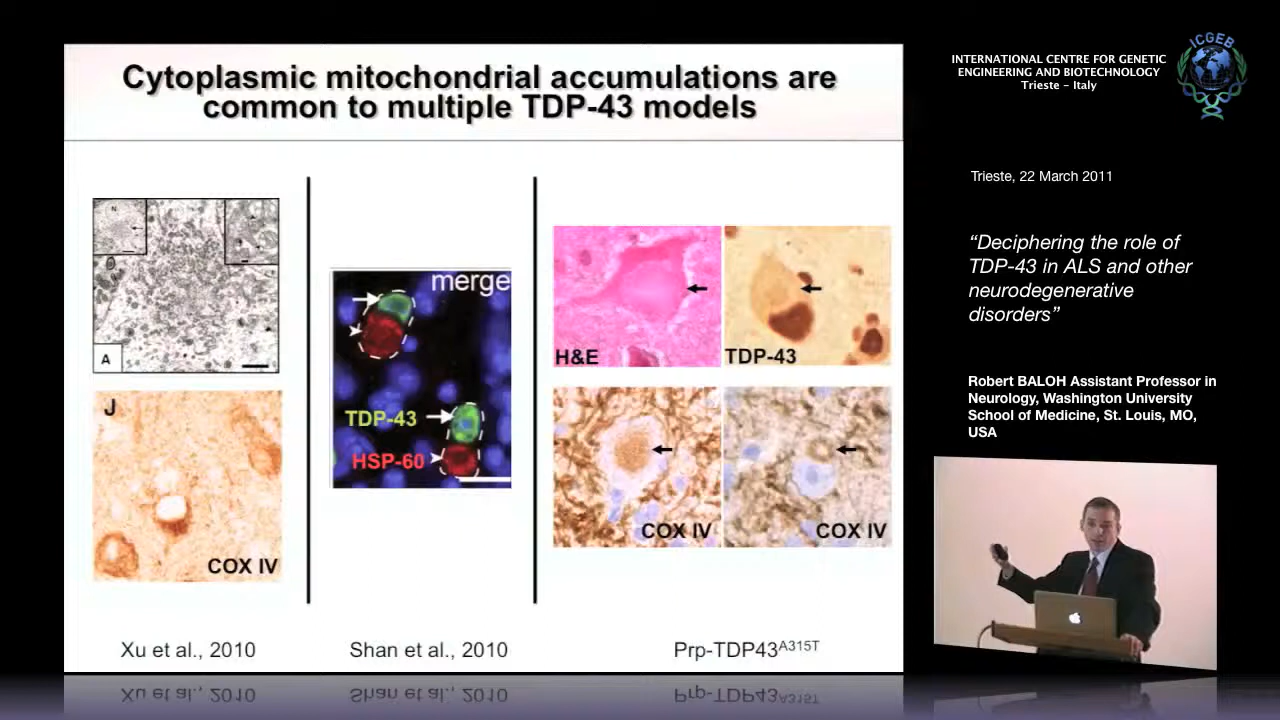 Cytoplasmic mitochondrial accumulations are
common to multiple TDP-43 models
N
A
J
COX IV
merge
TDP-43
HSP-60
H&E
TDP-43
COX IV
COX IV
Xu et al., 2010
Shan et al., 2010
Prp-TDP43A315T
ICGEB
INTERNATIONAL CENTRE FOR GENETIC
ENGINEERING AND BIOTECHNOLOGY
Trieste - Italy
Trieste, 22 March 2011
“Deciphering the role of
TDP-43 in ALS and other
neurodegenerative
disorders”
Robert BALOH Assistant Professor in
Neurology, Washington University
School of Medicine, St. Louis, MO,
USA